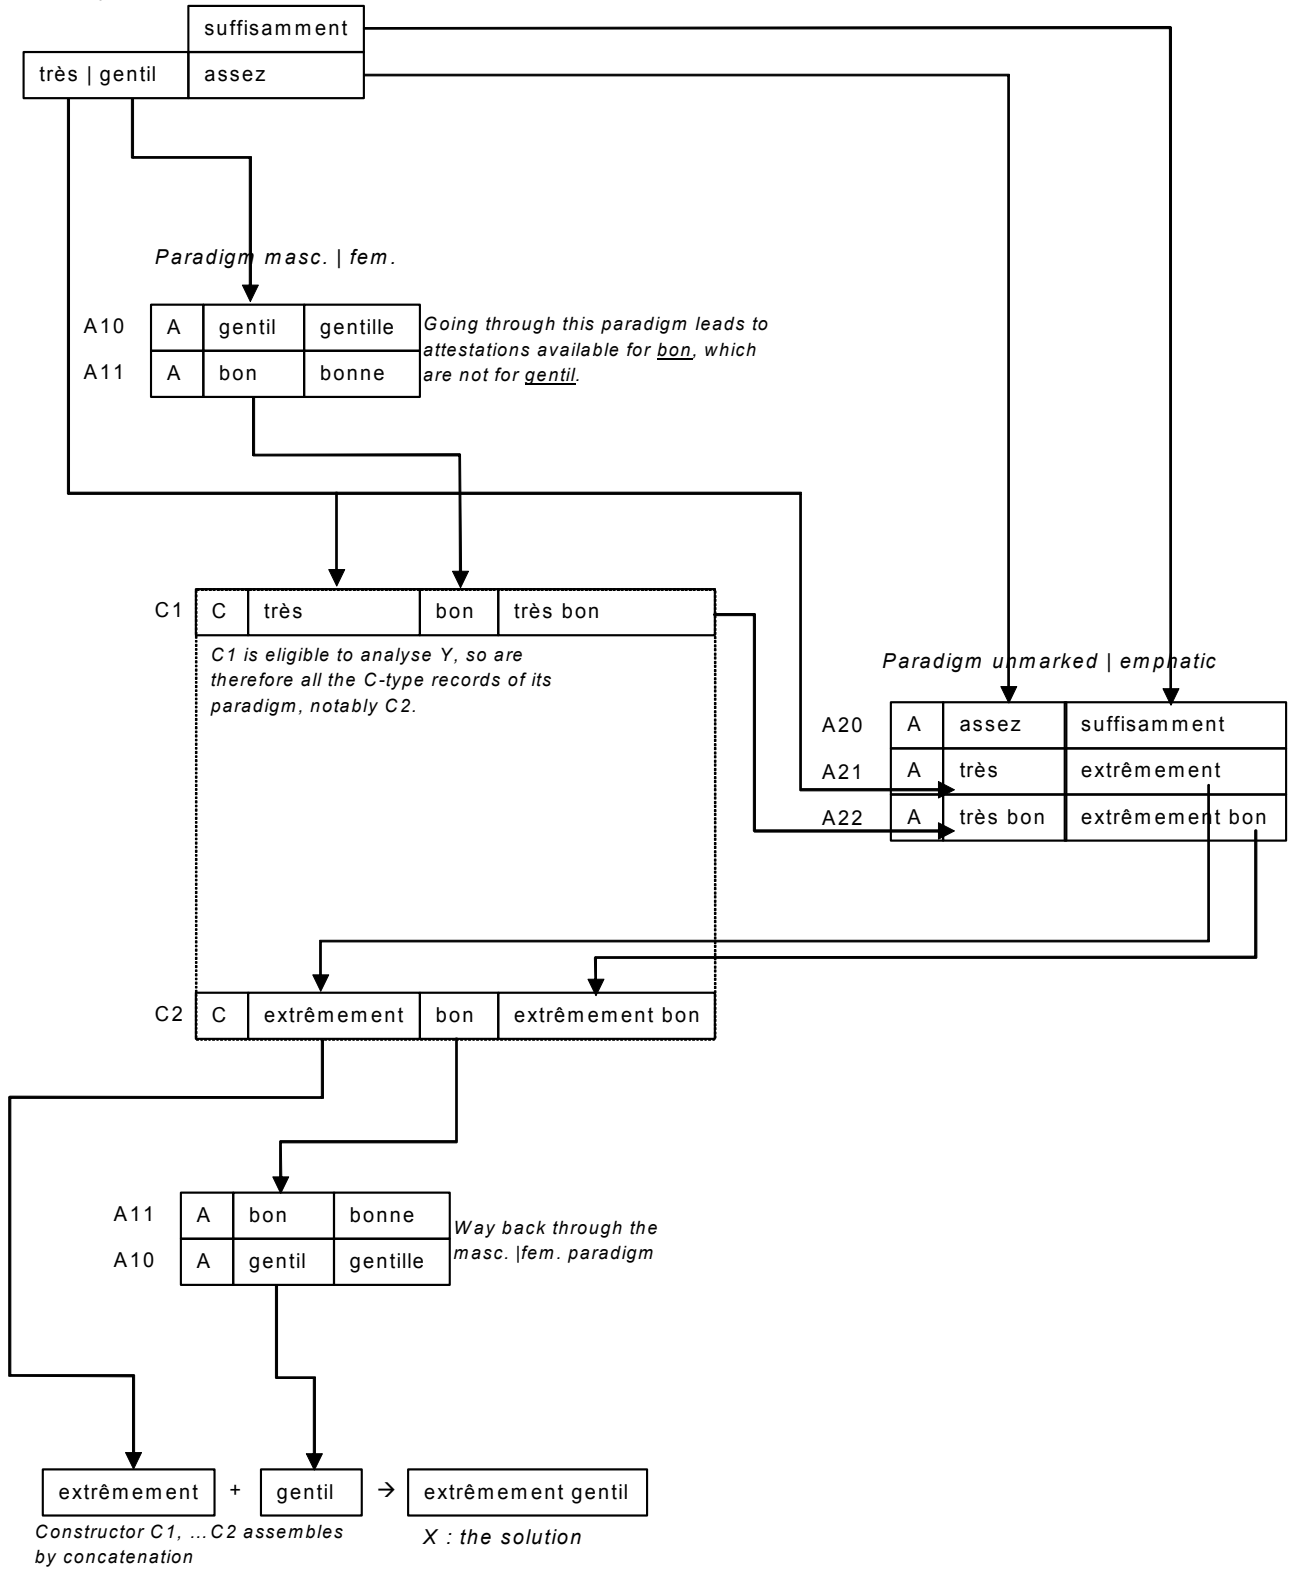 suffisamment
très | gentil assez
Paradigm masc. | fem.
A10 A gentil gentille
A11 A bon bonne
Going through this paradigm leads to
attestations available for bon, which
are not for gentil.
C1 C très bon très bon
C1 is eligible to analyse Y, so are
therefore all the C-type records of its
paradigm, notably C2.
Paradigm unmarked | emphatic
A20 A assez suffisamment
A21 A très extrêmement
A22 A très bon extrêmement bon
C2 C extrêmement bon extrêmement bon
A11 A bon bonne
A10 A gentil gentille
Way back through the
masc. |fem. paradigm
extrêmement + gentil → extrêmement gentil
Constructor C1, ...C2 assembles
by concatenation
X : the solution